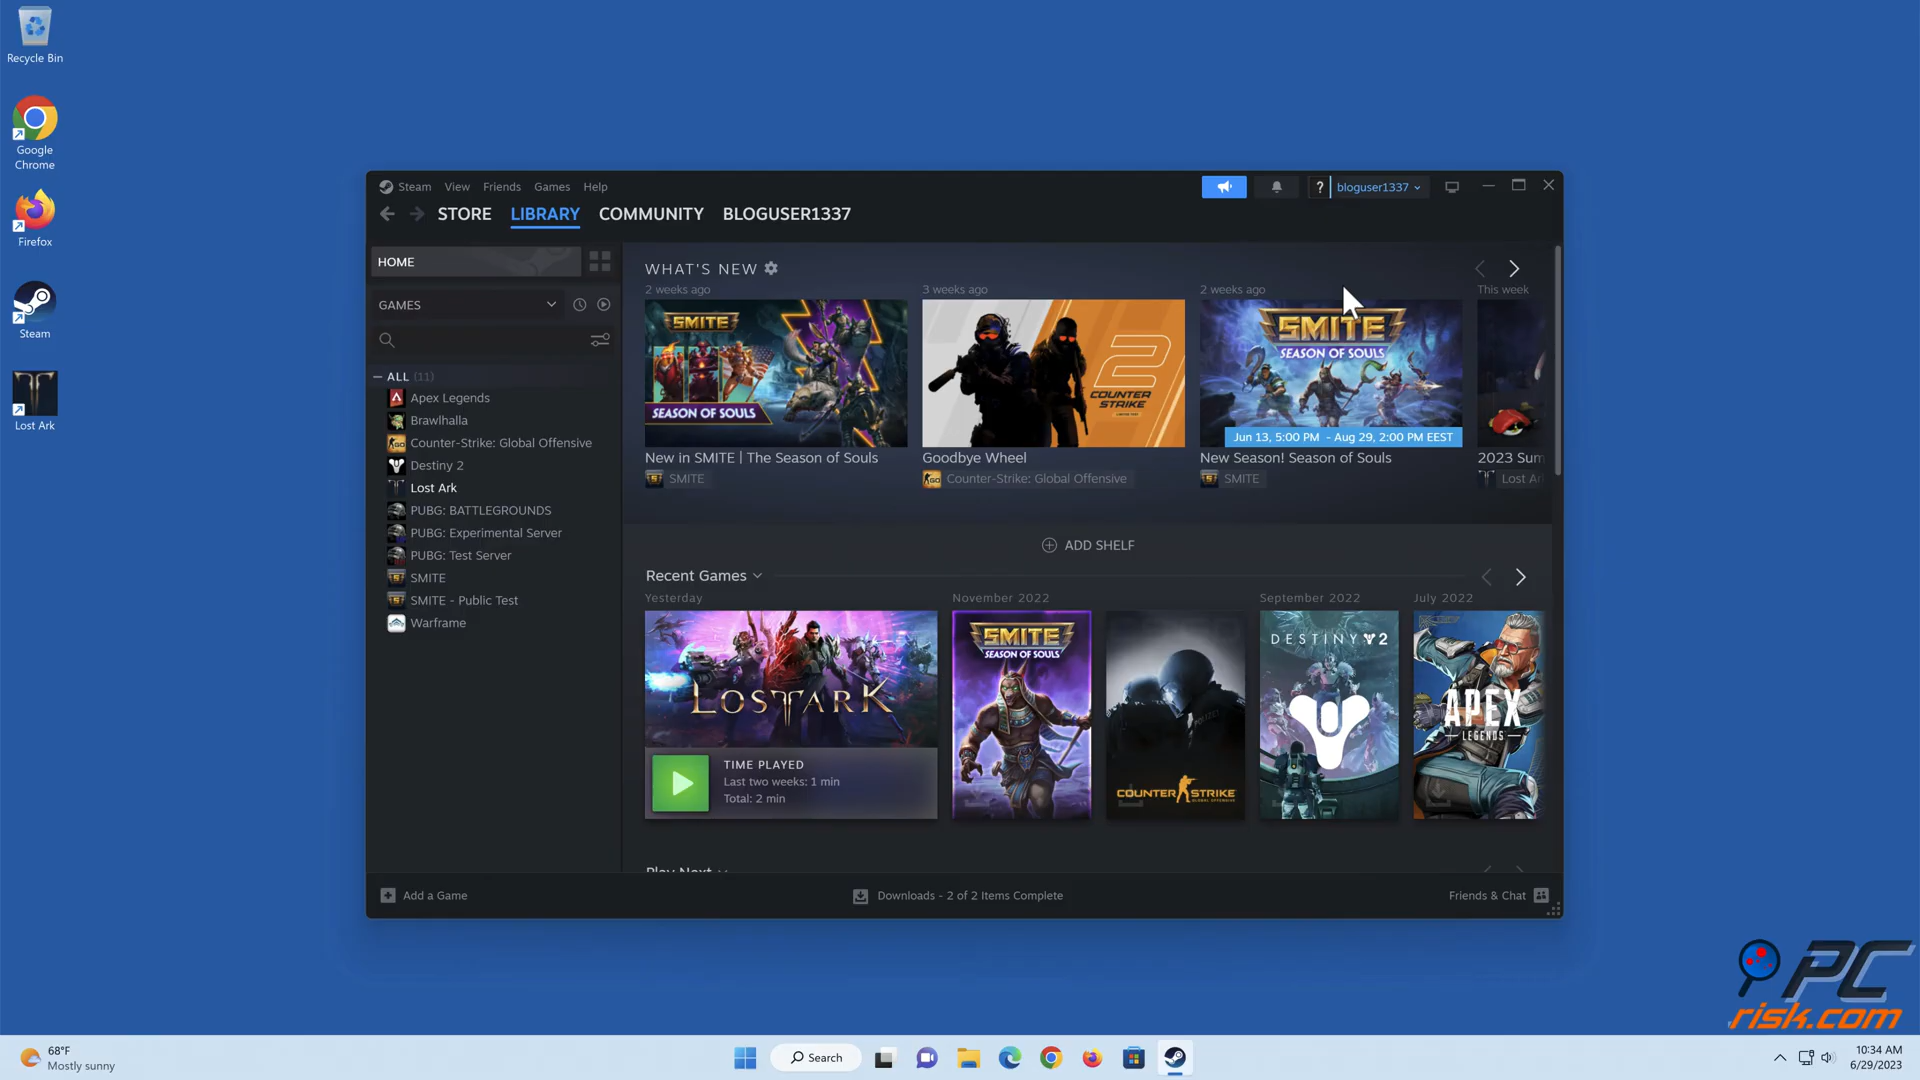 Recycle Bin
Google
Chrome
Firefox
Steam
Lost Ark
Steam View Friends Games Help
? bloguser1337
STORE LIBRARY COMMUNITY BLOGUSER1337
HOME
GAMES
— ALL (11)
Apex Legends
Brawlhalla
Counter-Strike: Global Offensive
Destiny 2
Lost Ark
PUBG: BATTLEGROUNDS
PUBG: Experimental Server
PUBG: Test Server
SMITE
SMITE - Public Test
Warframe
WHAT'S NEW
2 weeks ago
3 weeks ago
2 weeks ago
This week
SMITE
SEASON OF SOULS
2
COUNTER
STRIKE
SMITE
SEASON OF SOULS
Jun 13, 5:00 PM - Aug 29, 2:00 PM EEST
New in SMITE | The Season of Souls
Goodbye Wheel
New Season! Season of Souls
2023 Sum
SMITE
Counter-Strike: Global Offensive
SMITE
Lost Ar
ADD SHELF
Recent Games
Yesterday
November 2022
September 2022
July 2022
LOST ARK
SMITE
SEASON OF SOULS
COUNTER STRIKE
GLOBAL OFFENSIVE
DESTINY 2
APEX
LEGENDS
TIME PLAYED
Last two weeks: 1 min
Total: 2 min
Play Next
Add a Game
Downloads - 2 of 2 Items Complete
Friends & Chat
PC
risk.com
68°F
Mostly sunny
Search
10:34 AM
6/29/2023